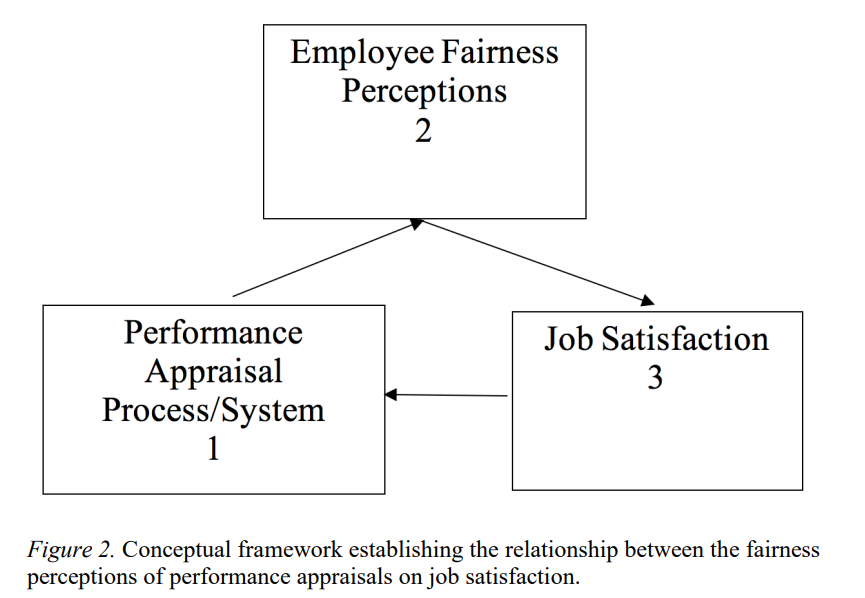 Employee Fairness
Perceptions
2
Performance
Appraisal
Process/System
1
Job Satisfaction
3
Figure 2. Conceptual framework establishing the relationship between the fairness
perceptions of performance appraisals on job satisfaction.